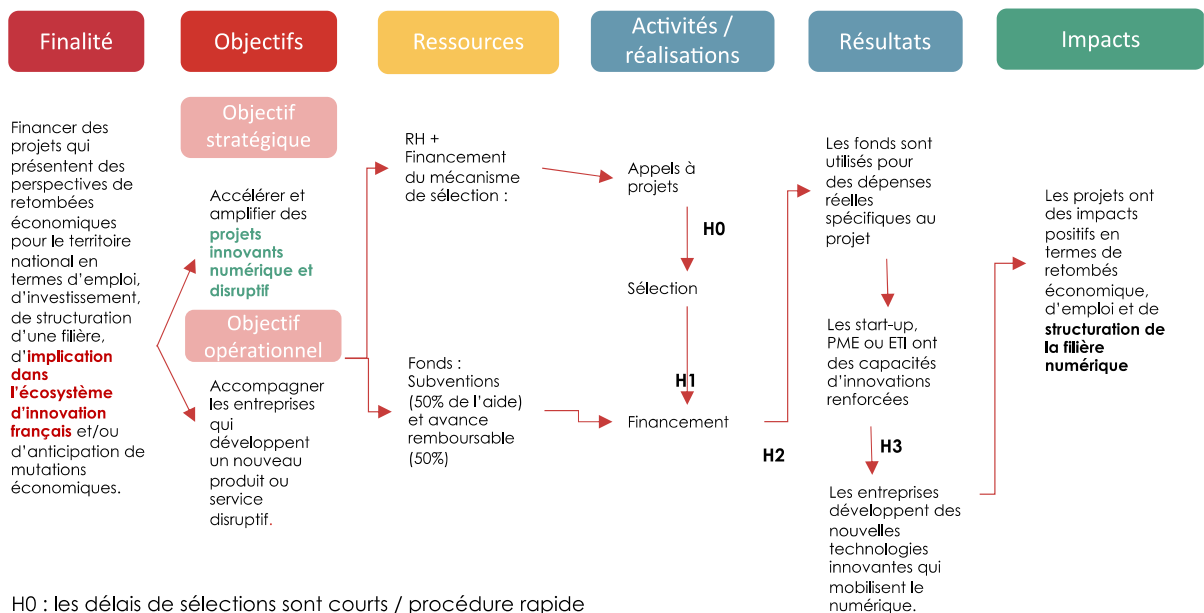 Finalité
Objectifs
Ressources
Activités /
réalisations
Résultats
Impacts
Financer des
projets qui
présentent des
perspectives de
retombées
économiques
pour le territoire
national en
termes d'emploi,
d'investissement,
de structuration
d'une filière,
d'implication
dans
l'écosystème
d'innovation
français et/ou
d'anticipation de
mutations
économiques.
Objectif
stratégique
Accélérer et
amplifier des
projets
innovants
numérique et
disruptif
Objectif
opérationnel
Accompagner
les entreprises
qui
développent
un nouveau
produit ou
service
disruptif.
RH +
Financement
du mécanisme
de sélection :
Fonds :
Subventions
(50% de l'aide)
et avance
remboursable
(50%)
Appels à
projets
H0
Sélection
H1
Financement
H2
Les fonds sont
utilisés pour
des dépenses
réelles
spécifiques au
projet
Les start-up,
PME ou ETI ont
des capacités
d'innovations
renforcées
H3
Les entreprises
développent des
nouvelles
technologies
innovantes qui
mobilisent le
numérique.
Les projets ont
des impacts
positifs en
termes de
retombés
économique,
d'emploi et de
structuration de
la filière
numérique
H0 : les délais de sélections sont courts / procédure rapide